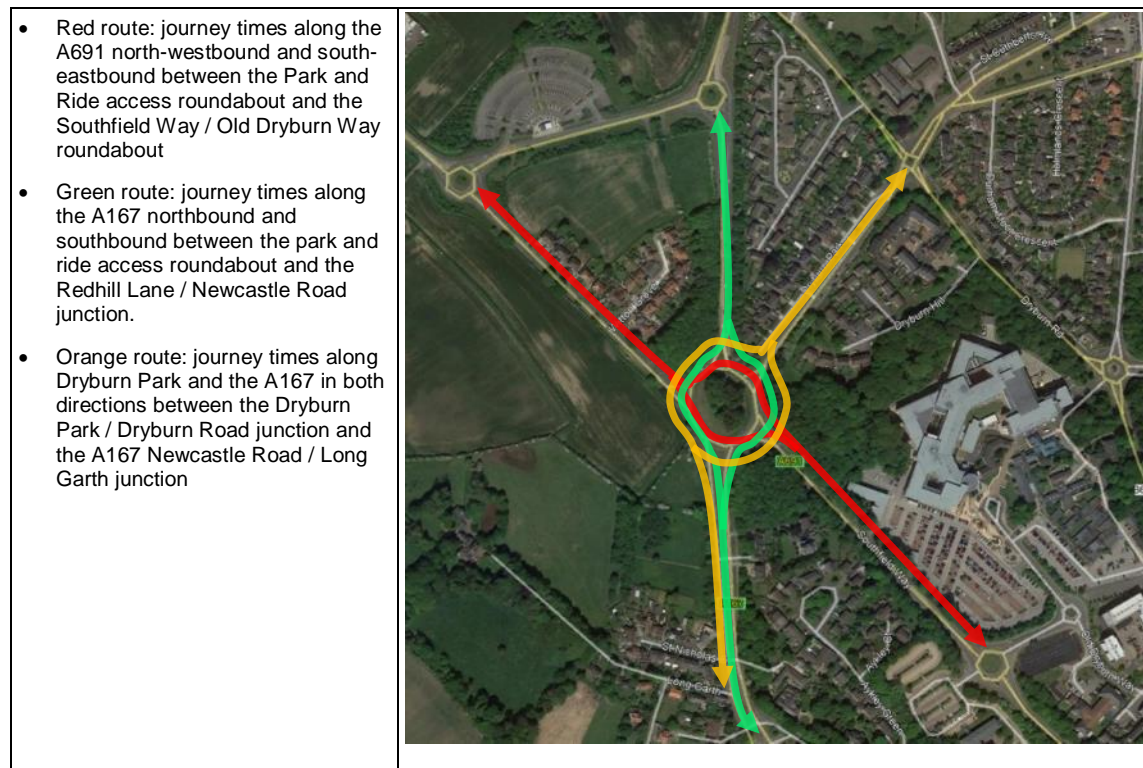 • Red route: journey times along the
A691 north-westbound and south-
eastbound between the Park and
Ride access roundabout and the
Southfield Way / Old Dryburn Way
roundabout
• Green route: journey times along
the A167 northbound and
southbound between the park and
ride access roundabout and the
Redhill Lane / Newcastle Road
junction.
• Orange route: journey times along
Dryburn Park and the A167 in both
directions between the Dryburn
Park / Dryburn Road junction and
the A167 Newcastle Road / Long
Garth junction
Dryburn Hill
Dryburn Rd
A691
Southfield Way
St Nicholas
Long Garth
Aykley Green